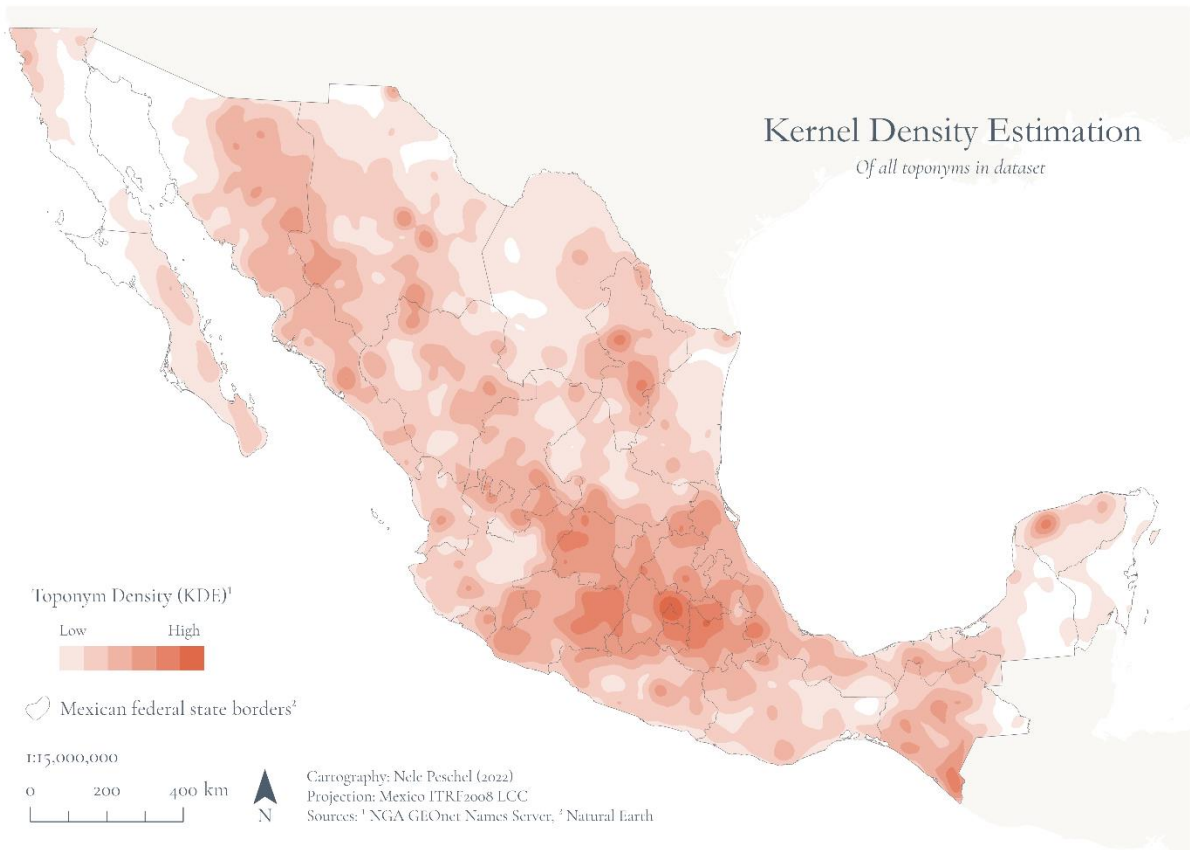 Kernel Density Estimation
Of all toponyms in dataset
Toponym Density (KDE)¹
Low High
Mexican federal state borders²
1:15,000,000
0 200 400 km
N
Cartography: Nele Peschel (2022)
Projection: Mexico ITRF2008 LCC
Sources: ¹ NGA GEOnet Names Server, ² Natural Earth